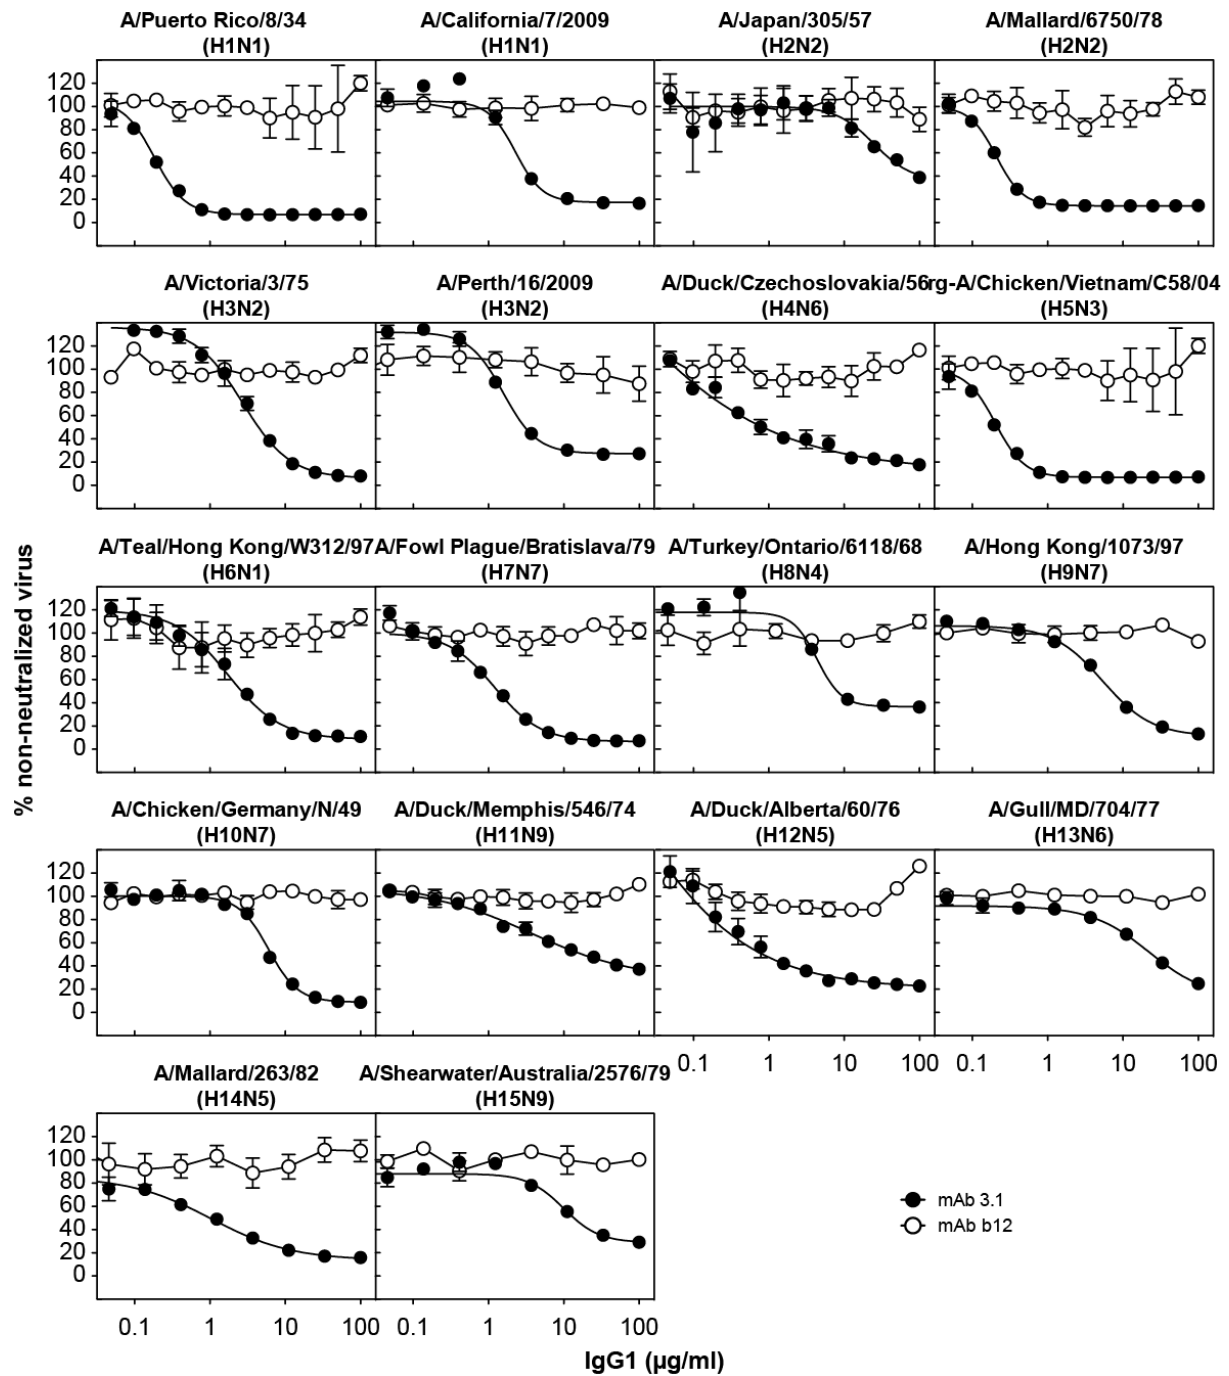 A/Puerto Rico/8/34
(H1N1)
A/California/7/2009
(H1N1)
A/Japan/305/57
(H2N2)
A/Mallard/6750/78
(H2N2)
120
100
80
60
40
20
0
A/Victoria/3/75
(H3N2)
A/Perth/16/2009
(H3N2)
A/Duck/Czechoslovakia/56
(H4N6)
rg-A/Chicken/Vietnam/C58/04
(H5N3)
120
100
80
60
40
20
0
% non-neutralized virus
A/Teal/Hong Kong/W312/97
(H6N1)
A/Fowl Plague/Bratislava/79
(H7N7)
A/Turkey/Ontario/6118/68
(H8N4)
A/Hong Kong/1073/97
(H9N7)
120
100
80
60
40
20
0
A/Chicken/Germany/N/49
(H10N7)
A/Duck/Memphis/546/74
(H11N9)
A/Duck/Alberta/60/76
(H12N5)
A/Gull/MD/704/77
(H13N6)
120
100
80
60
40
20
0
0.1 1 10 100 0.1 1 10 100
A/Mallard/263/82
(H14N5)
A/Shearwater/Australia/2576/79
(H15N9)
120
100
80
60
40
20
0
mAb 3.1
mAb b12
0.1 1 10 100 0.1 1 10 100
IgG1 (µg/ml)